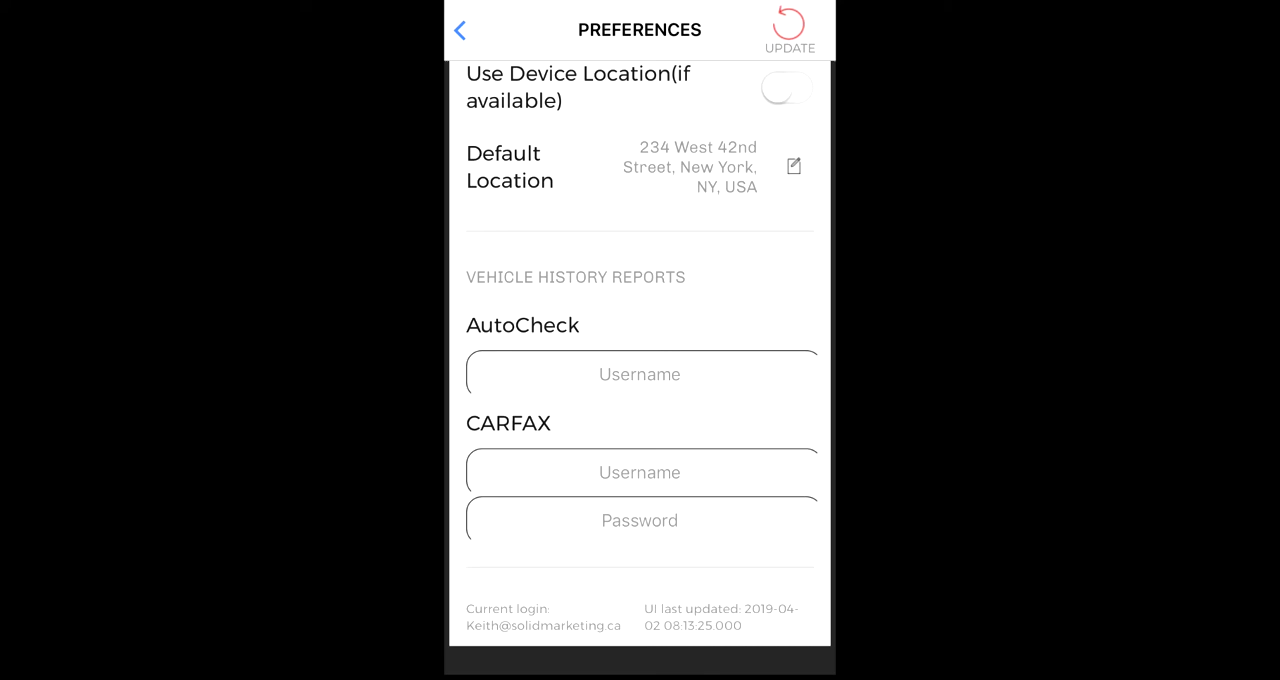 PREFERENCES
UPDATE
Use Device Location(if
available)
Default
Location
234 West 42nd
Street, New York,
NY, USA
VEHICLE HISTORY REPORTS
AutoCheck
Username
CARFAX
Username
Password
Current login:
Keith@solidmarketing.ca
UI last updated: 2019-04-
02 08:13:25.000